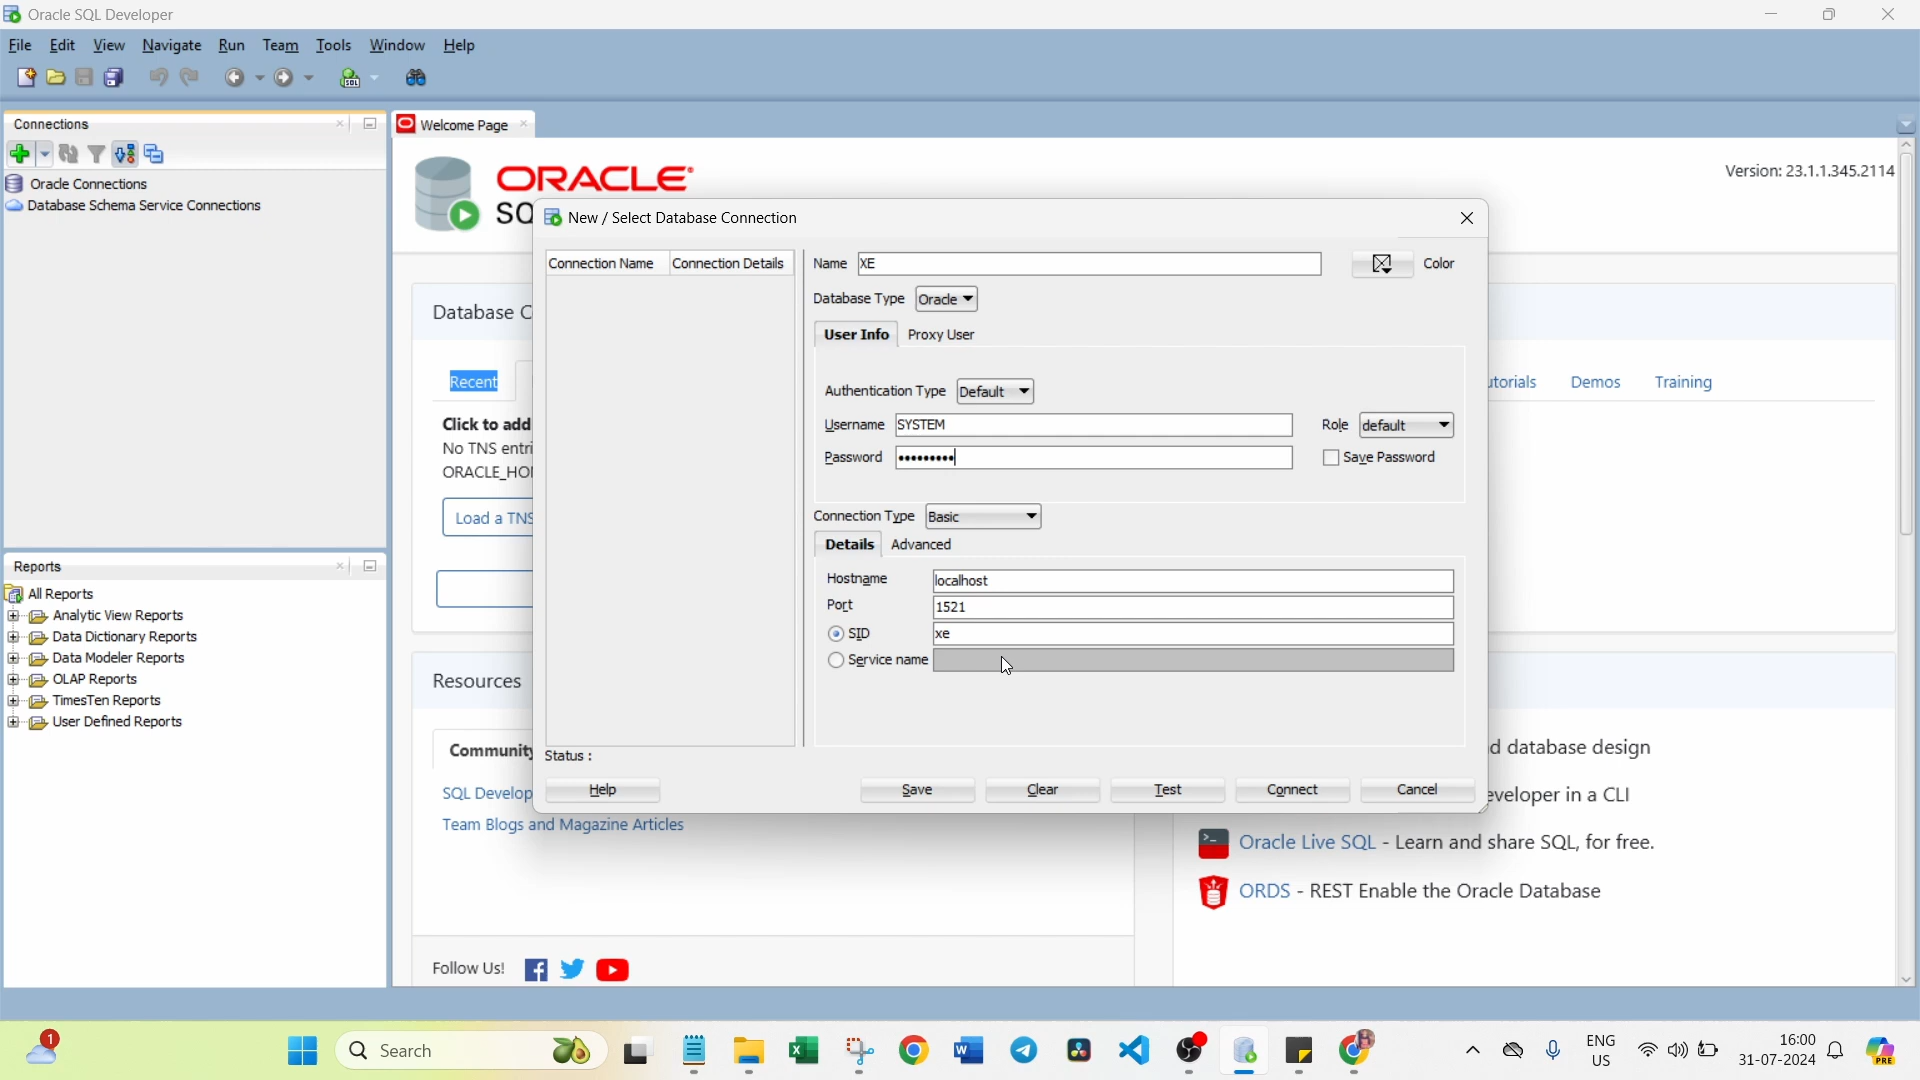 Oracle SQL Developer
File Edit View Navigate Run Team Tools Window Help
Connections
Oracle Connections
Database Schema Service Connections
Reports
All Reports
Analytic View Reports
Data Dictionary Reports
Data Modeler Reports
OLAP Reports
TimesTen Reports
User Defined Reports
Welcome Page
ORACLE
Version: 23.1.1.345.2114
Database C
Recent
Click to add
No TNS entri
ORACLE_HO
Load a TNS
utorials Demos Training
Resources
Community
SQL Develop
Team Blogs and Magazine Articles
Follow Us!
d database design
eveloper in a CLI
Oracle Live SQL - Learn and share SQL, for free.
ORDS - REST Enable the Oracle Database
New / Select Database Connection
Connection Name Connection Details
Name XE Color
Database Type Oracle
User Info Proxy User
Authentication Type Default
Username SYSTEM Role default
Password ••••••••• Save Password
Connection Type Basic
Details Advanced
Hostname localhost
Port 1521
SID xe
Service name
Status :
Help Save Clear Test Connect Cancel
1
Search
ENG
US
16:00
31-07-2024
PRE